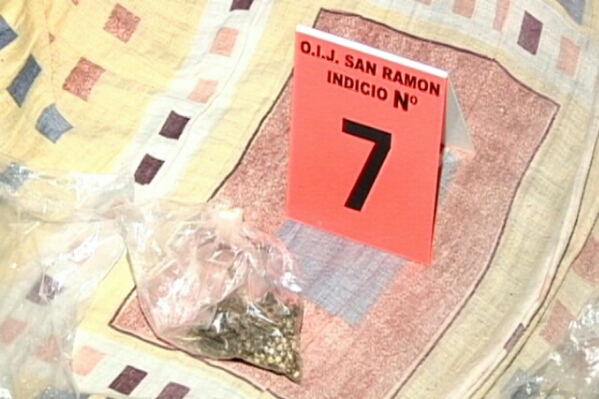 O.I.J. SAN RAMON
INDICIO Nº
7